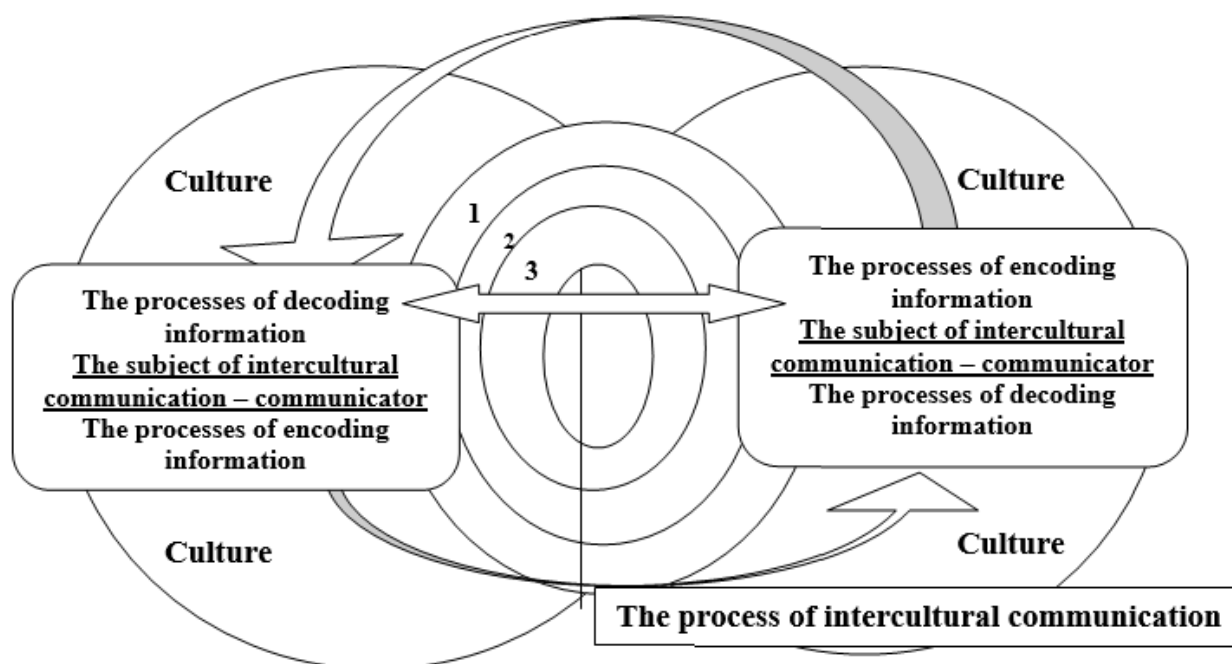 Culture
Culture
1
2
3
The processes of decoding
information
The subject of intercultural
communication – communicator
The processes of encoding
information
The processes of encoding
information
The subject of intercultural
communication – communicator
The processes of decoding
information
Culture
Culture
The process of intercultural communication